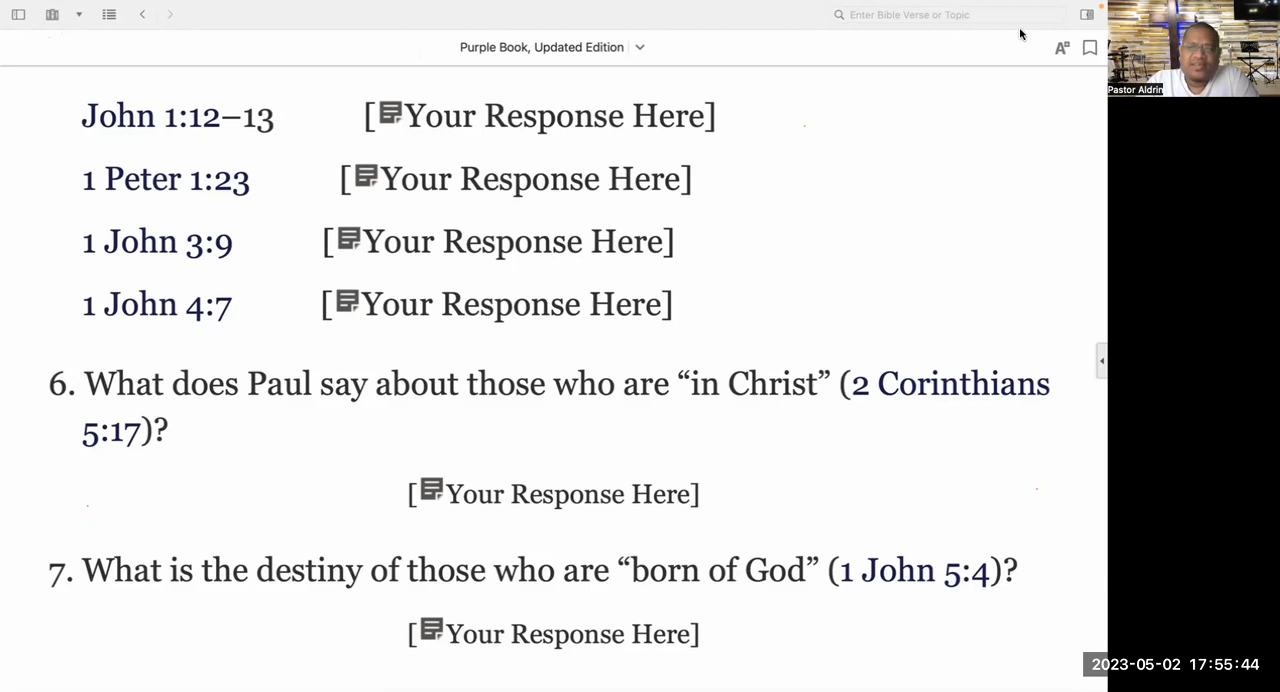 Enter Bible Verse or Topic
Purple Book, Updated Edition
Pastor Aldrin
John 1:12–13 [Your Response Here]
1 Peter 1:23 [Your Response Here]
1 John 3:9 [Your Response Here]
1 John 4:7 [Your Response Here]
6. What does Paul say about those who are “in Christ” (2 Corinthians
5:17)?
[Your Response Here]
7. What is the destiny of those who are “born of God” (1 John 5:4)?
[Your Response Here]
2023-05-02 17:55:44